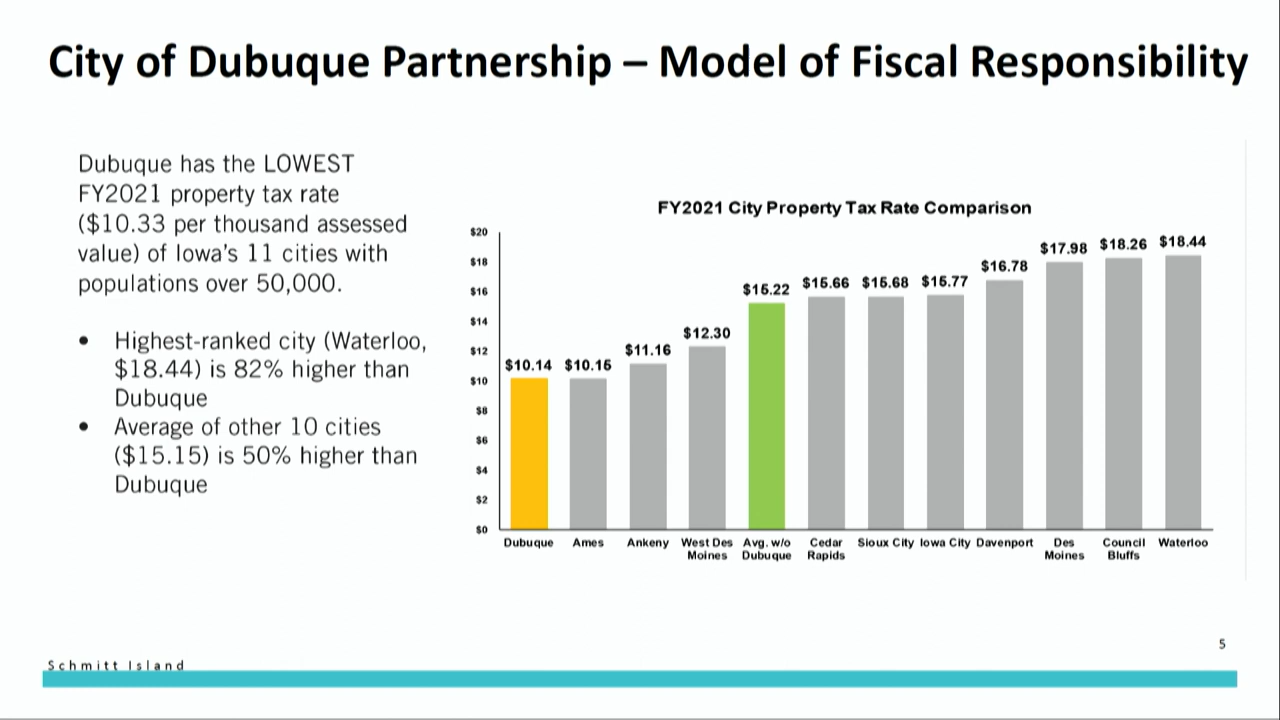 City of Dubuque Partnership – Model of Fiscal Responsibility
Dubuque has the LOWEST
FY2021 property tax rate
($10.33 per thousand assessed
value) of Iowa's 11 cities with
populations over 50,000.
• Highest-ranked city (Waterloo,
$18.44) is 82% higher than
Dubuque
• Average of other 10 cities
($15.15) is 50% higher than
Dubuque
FY2021 City Property Tax Rate Comparison
$20
$18
$16
$14
$12
$10
$8
$6
$4
$2
$0
$10.14 $10.15 $11.16 $12.30 $15.22 $15.66 $15.68 $15.77 $16.78 $17.98 $18.26 $18.44
Dubuque Ames Ankeny West Des Avg. w/o Cedar Sioux City Iowa City Davenport Des Council Waterloo
Moines Dubuque Rapids Moines Bluffs
5
Schmitt Island